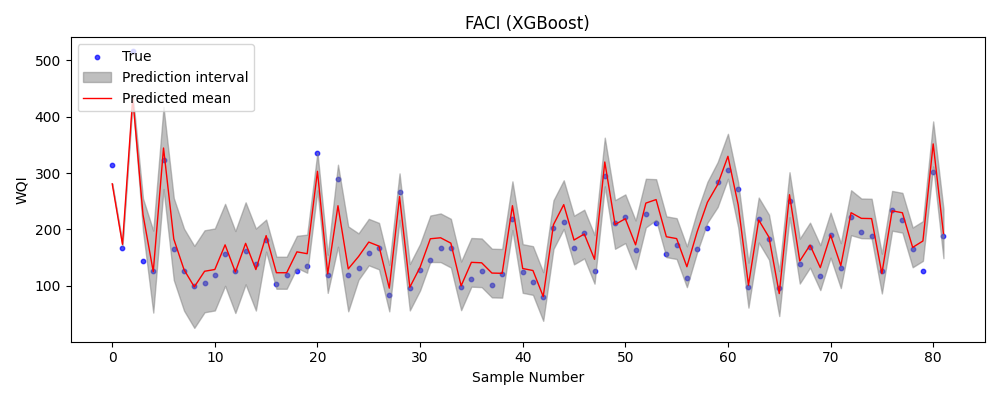 FACI (XGBoost)
True
Prediction interval
Predicted mean
500
400
300
200
100
WQI
0 10 20 30 40 50 60 70 80
Sample Number